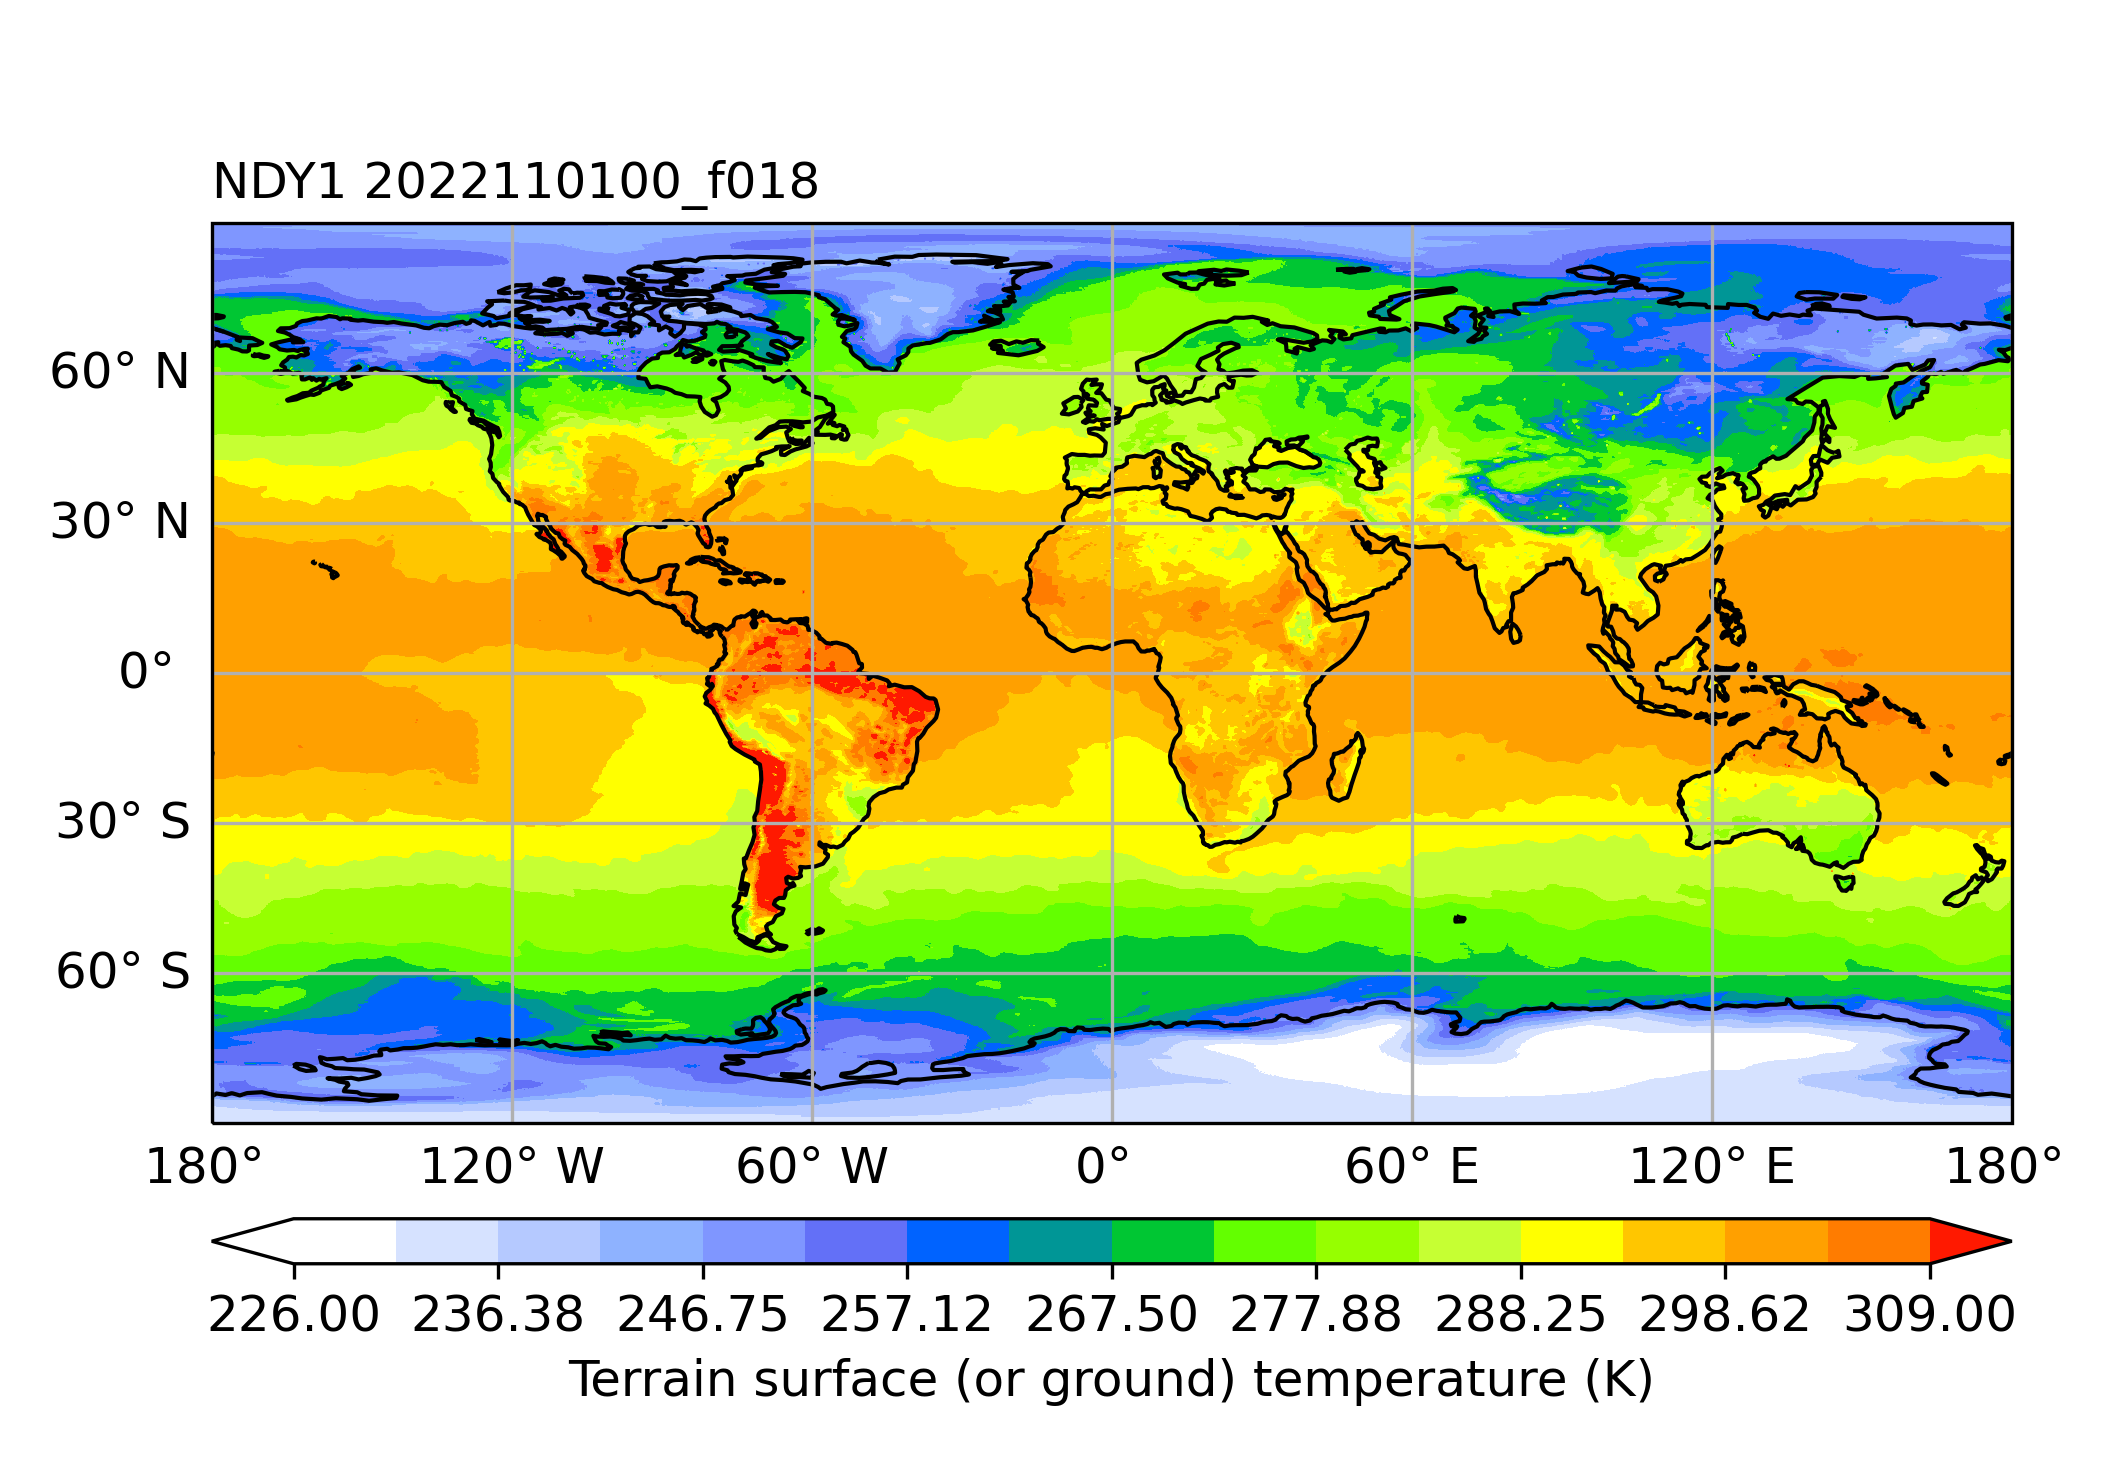 NDY1 2022110100_f018
60° N
30° N
0°
30° S
60° S
180° 120° W 60° W 0° 60° E 120° E 180°
226.00 236.38 246.75 257.12 267.50 277.88 288.25 298.62 309.00
Terrain surface (or ground) temperature (K)